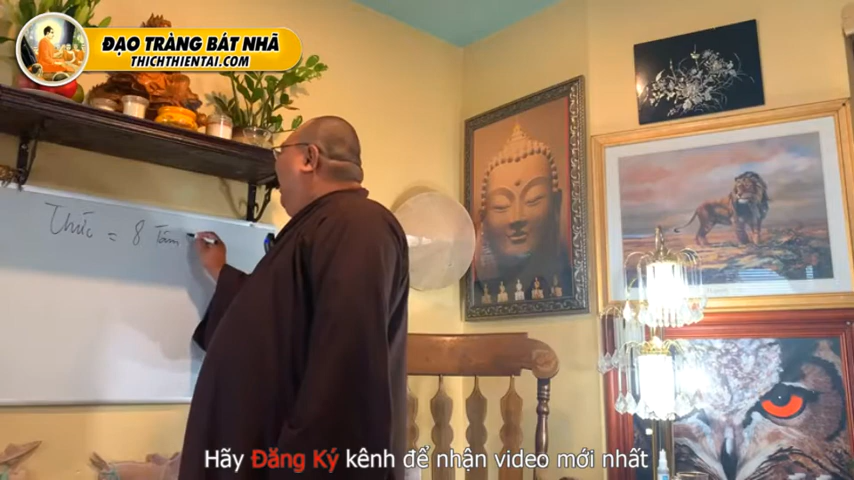 ĐẠO TRÀNG BÁT NHÃ
THICHTHIENTAI.COM
Thức = 8 Tâm
Hãy Đăng Ký kênh để nhận video mới nhất